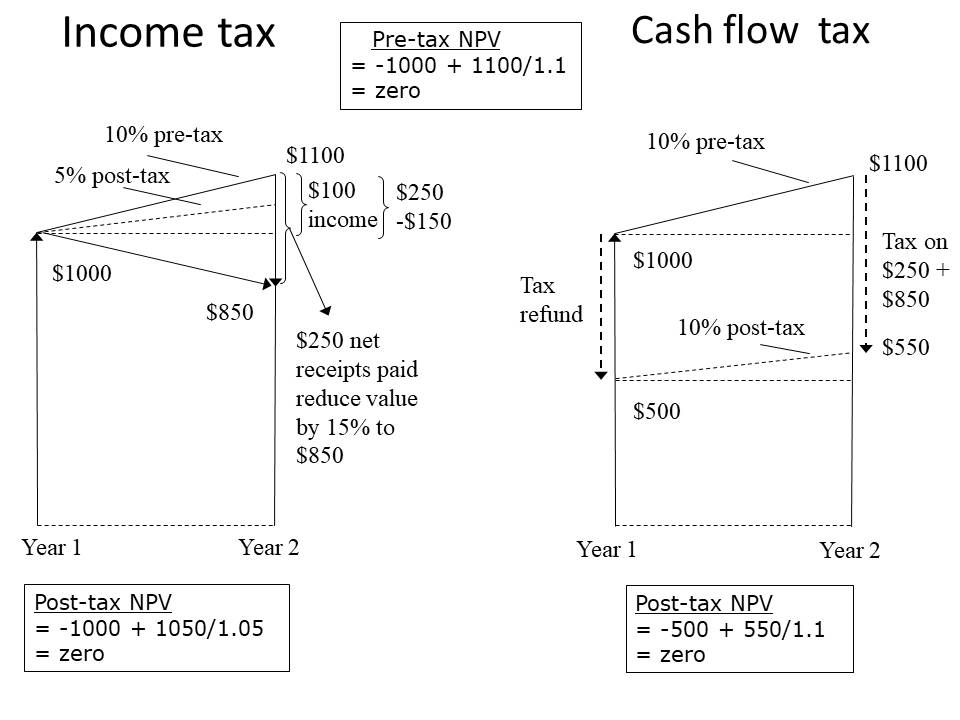 Income tax
Pre-tax NPV
= -1000 + 1100/1.1
= zero
Cash flow tax
10% pre-tax
5% post-tax
$1100
$100
income
$250
-$150
$1000
$850
$250 net
receipts paid
reduce value
by 15% to
$850
Year 1
Year 2
Post-tax NPV
= -1000 + 1050/1.05
= zero
10% pre-tax
$1100
$1000
Tax
refund
Tax on
$250 +
$850
10% post-tax
$550
$500
Year 1
Year 2
Post-tax NPV
= -500 + 550/1.1
= zero